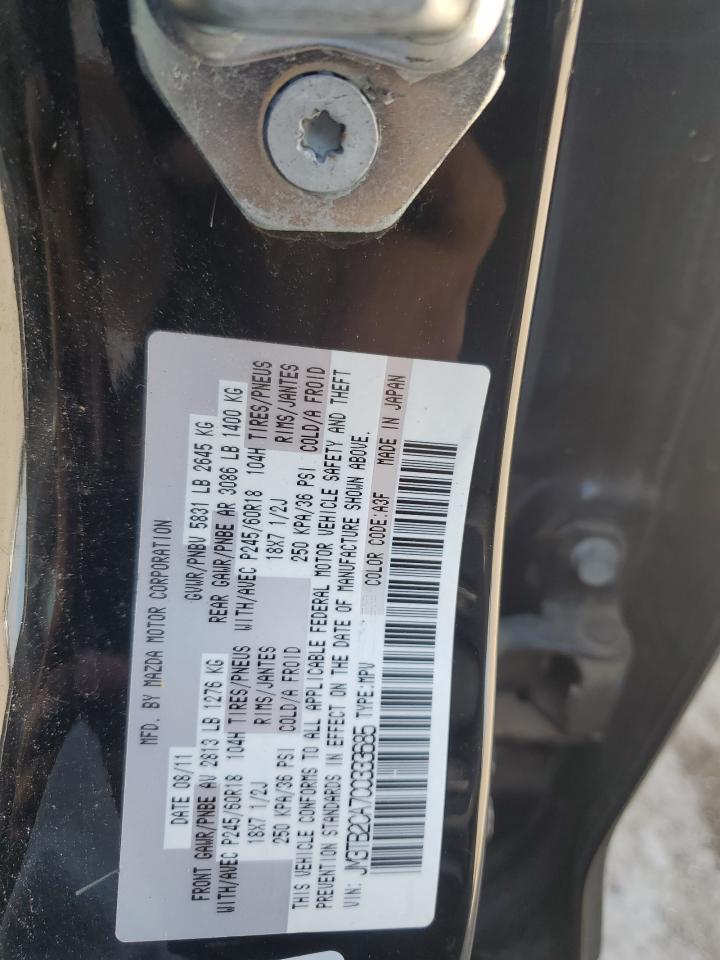 MFD. BY MAZDA MOTOR CORPORATION
DATE 08/11 GVWR/PNBV 5831 LB 2645 KG
FRONT GAWR/PNBE AV 2813 LB 1276 KG REAR GAWR/PNBE AR 3086 LB 1400 KG
WITH/AVEC P245/60R18 104H TIRES/PNEUS WITH/AVEC P245/60R18 104H TIRES/PNEUS
18X7 1/2J RIMS/JANTES 18X7 1/2J RIMS/JANTES
250 KPA/36 PSI COLD/A FROID 250 KPA/36 PSI COLD/A FROID
THIS VEHICLE CONFORMS TO ALL APPLICABLE FEDERAL MOTOR VEHICLE SAFETY AND THEFT
PREVENTION STANDARDS IN EFFECT ON THE DATE OF MANUFACTURE SHOWN ABOVE.
VIN: JM3TB2CA7C0333685 TYPE:MPV COLOR CODE:A3F MADE IN JAPAN